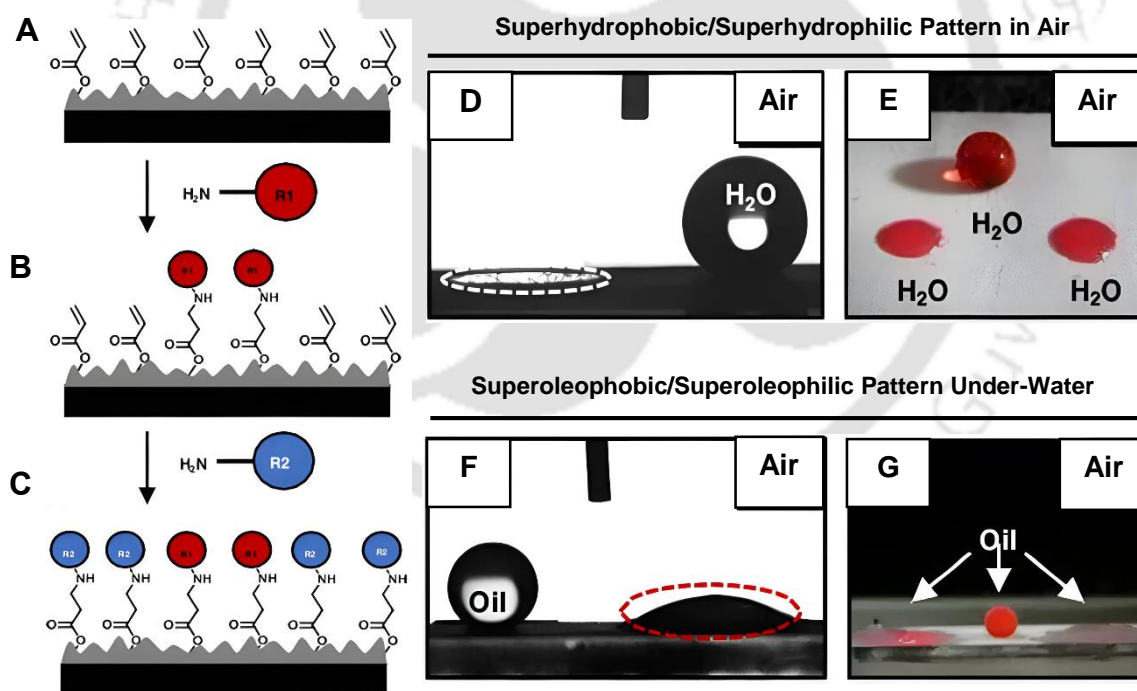 A
O
O
O
O
O
O
O
O
O
O
O
O
H₂N
R1
B
R1
R1
NH
NH
O
O
O
O
O
O
O
O
O
O
O
O
H₂N
R2
C
R2
R2
R1
R1
R2
R2
NH
NH
NH
NH
NH
NH
O
O
O
O
O
O
O
O
O
O
O
O
Superhydrophobic/Superhydrophilic Pattern in Air
D
Air
H₂O
E
Air
H₂O
H₂O
H₂O
Superoleophobic/Superoleophilic Pattern Under-Water
F
Air
Oil
G
Air
Oil